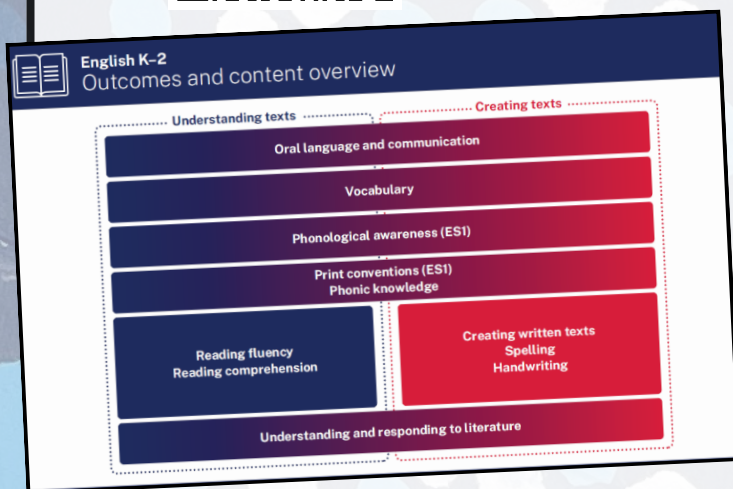 English K–2
Outcomes and content overview
Understanding texts
Creating texts
Oral language and communication
Vocabulary
Phonological awareness (ES1)
Print conventions (ES1)
Phonic knowledge
Reading fluency
Reading comprehension
Creating written texts
Spelling
Handwriting
Understanding and responding to literature